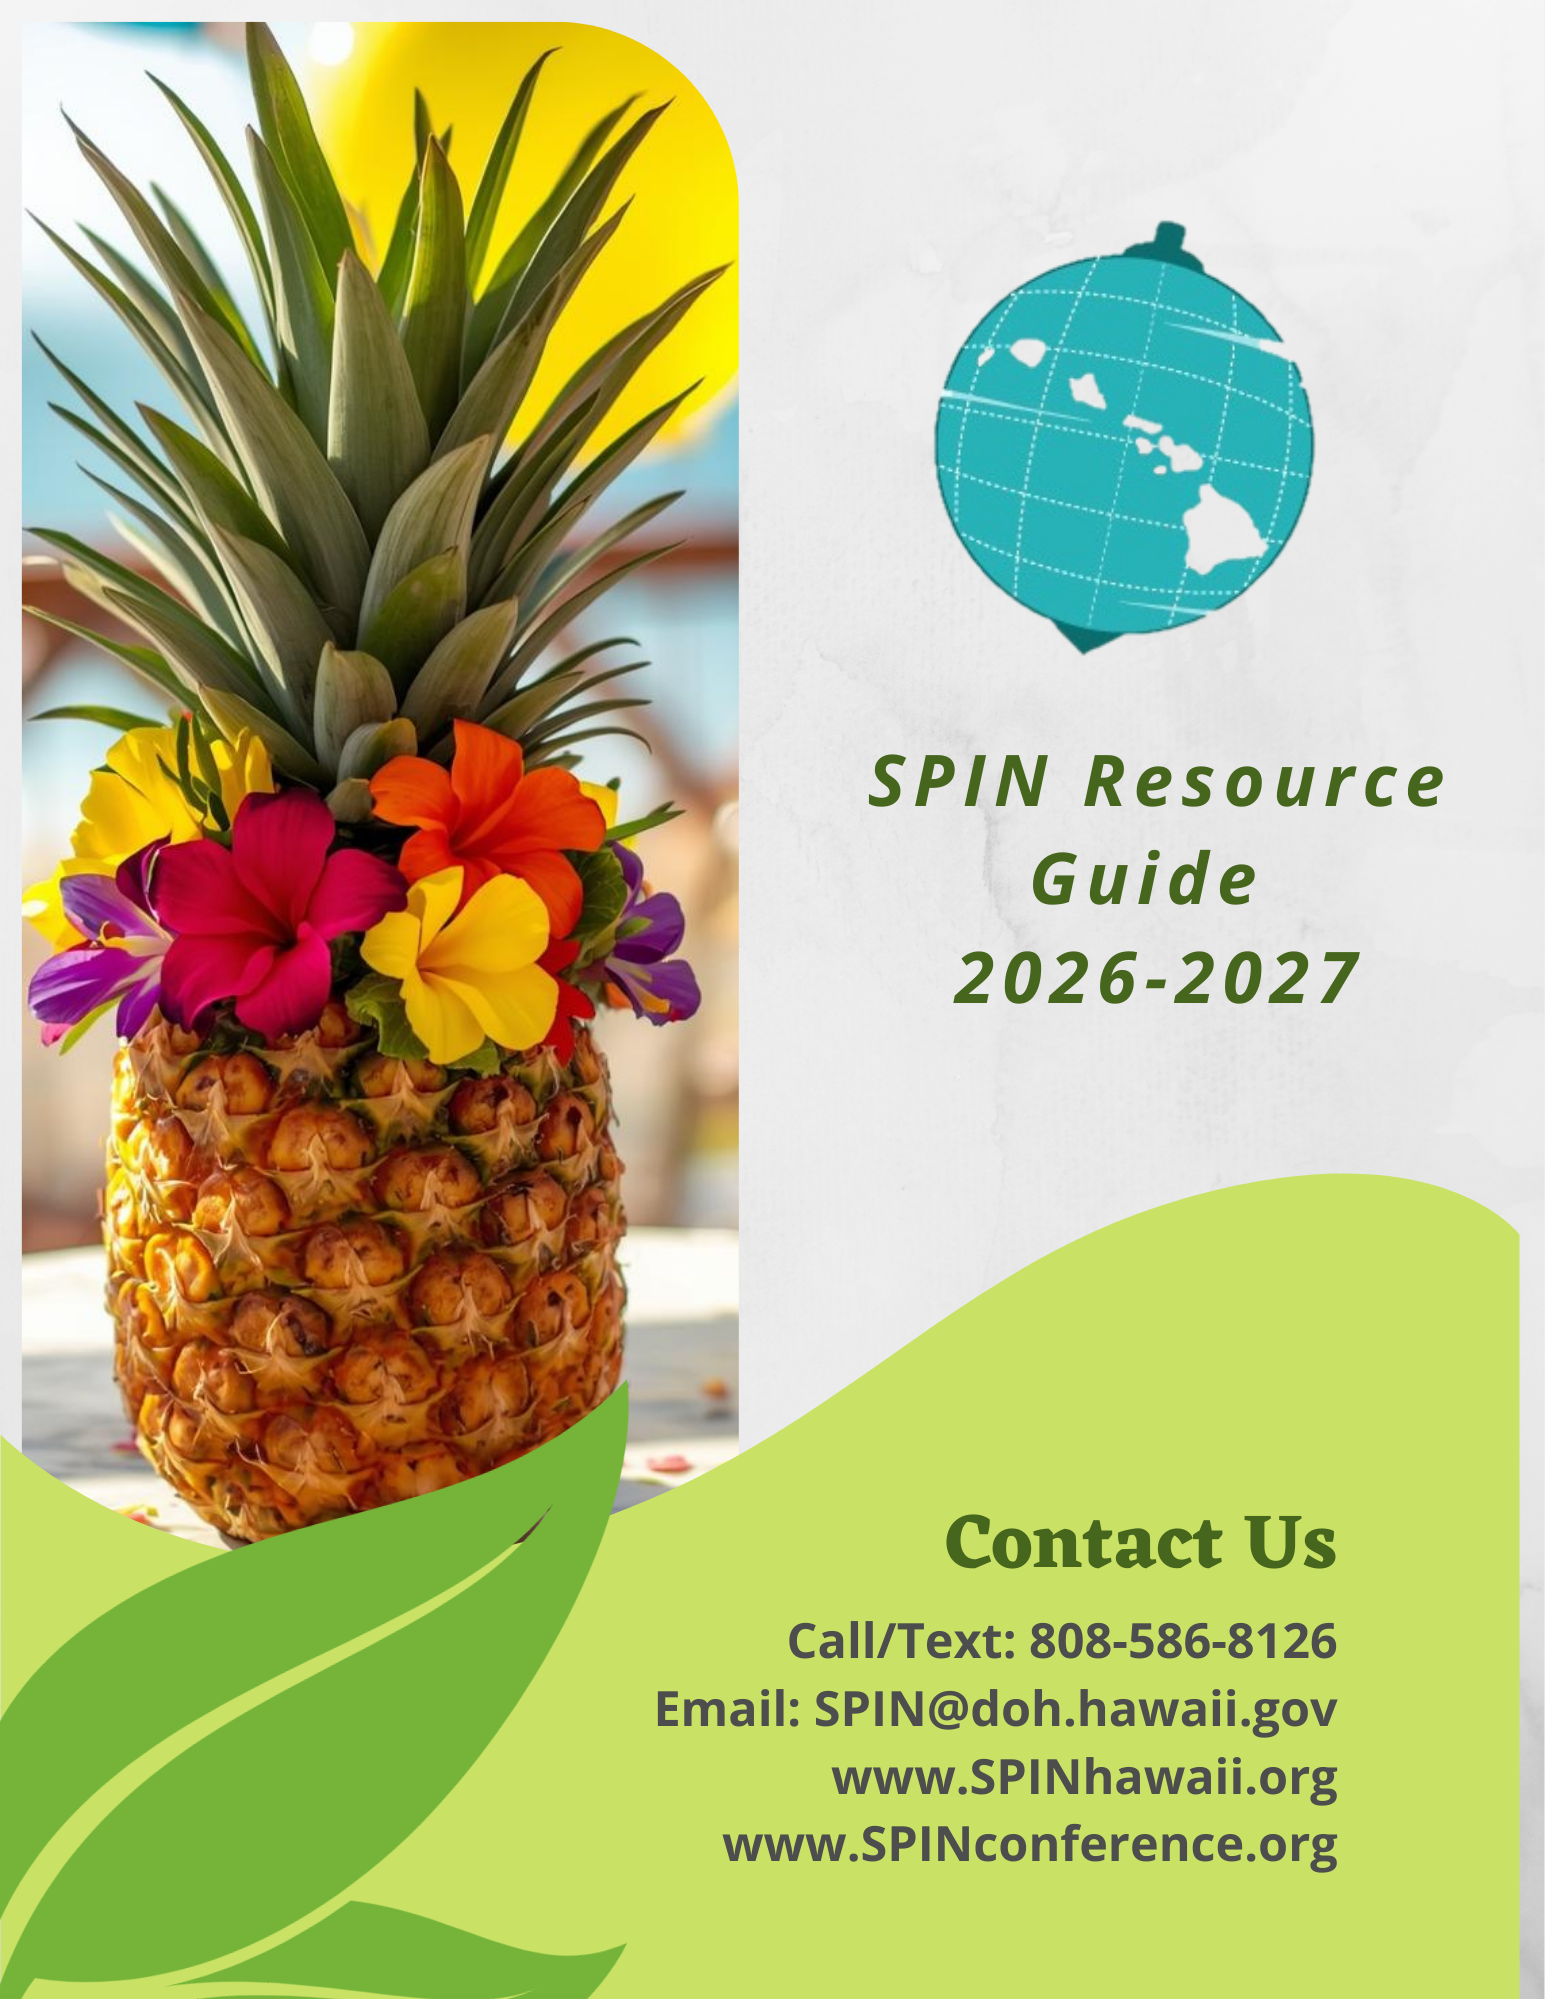 SPIN Resource
Guide
2026-2027
Contact Us
Call/Text: 808-586-8126
Email: SPIN@doh.hawaii.gov
www.SPINhawaii.org
www.SPINconference.org